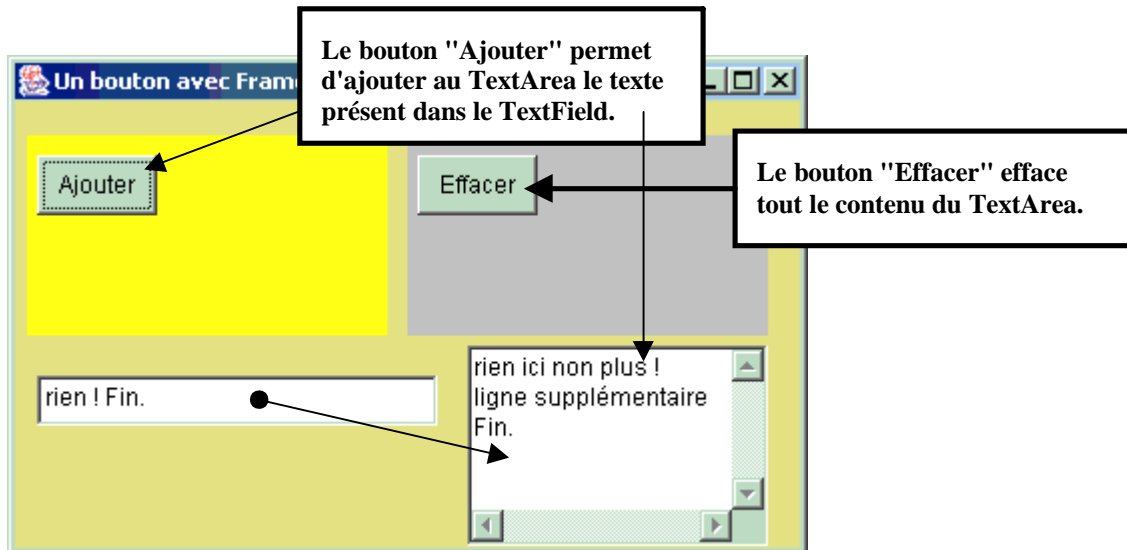 Le bouton "Ajouter" permet
d'ajouter au TextArea le texte
présent dans le TextField.
Un bouton avec Fram
Le bouton "Effacer" efface
tout le contenu du TextArea.
Ajouter
Effacer
rien ! Fin.
rien ici non plus !
ligne supplémentaire
Fin.